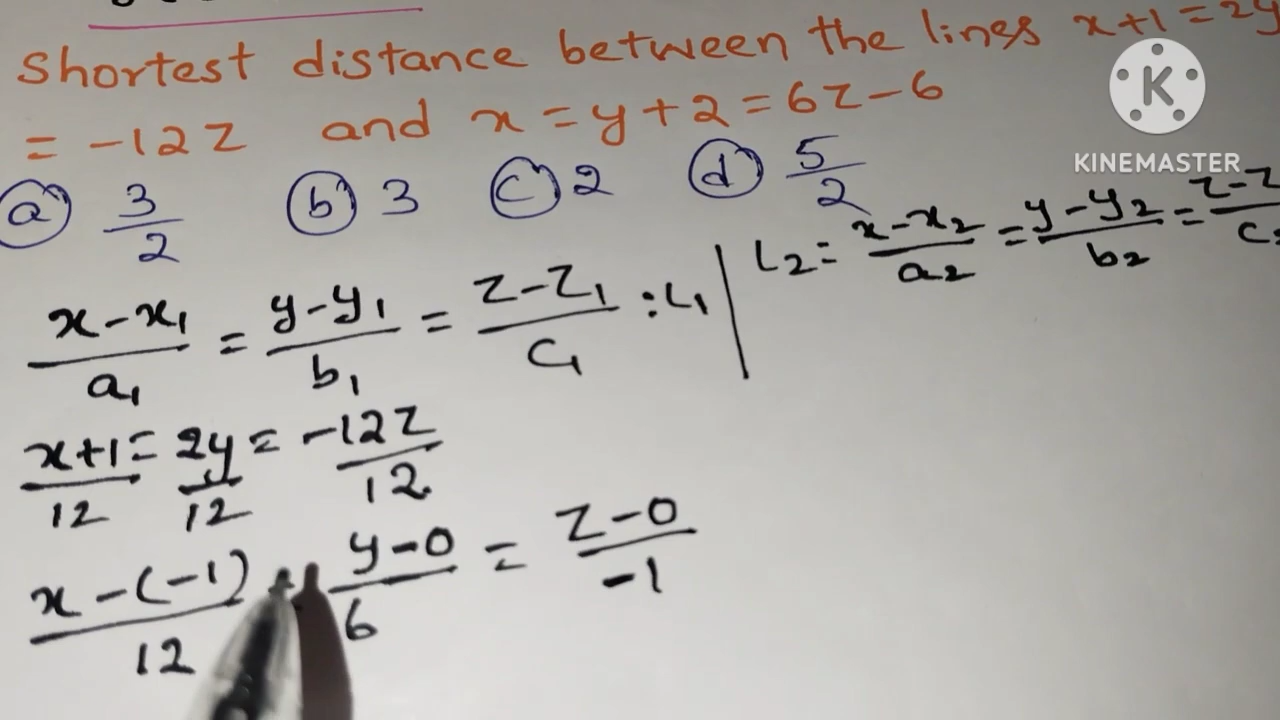 Shortest distance between the lines x+1 = 2y
= -12z and x = y+2 = 6z-6
KINEMASTER
(a) 3/2 (b) 3 (c) 2 (d) 5/2
(x-x₁)/a₁ = (y-y₁)/b₁ = (z-z₁)/c₁ : L₁ | L₂ = (x-x₂)/a₂ = (y-y₂)/b₂ =
(x+1)/12 = 2y/12 = -12z/12
(x-(-1))/12 = (y-0)/6 = (z-0)/-1